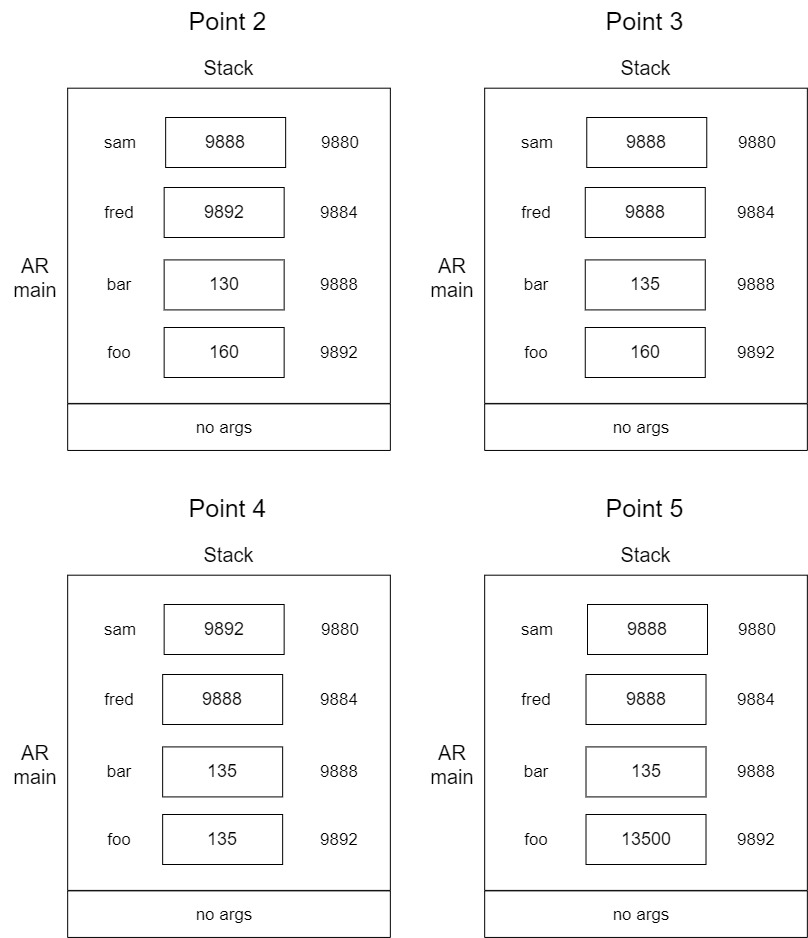 Point 2
Stack
sam 9888 9880
fred 9892 9884
AR
main
bar 130 9888
foo 160 9892
no args
Point 3
Stack
sam 9888 9880
fred 9888 9884
AR
main
bar 135 9888
foo 160 9892
no args
Point 4
Stack
sam 9892 9880
fred 9888 9884
AR
main
bar 135 9888
foo 135 9892
no args
Point 5
Stack
sam 9888 9880
fred 9888 9884
AR
main
bar 135 9888
foo 13500 9892
no args